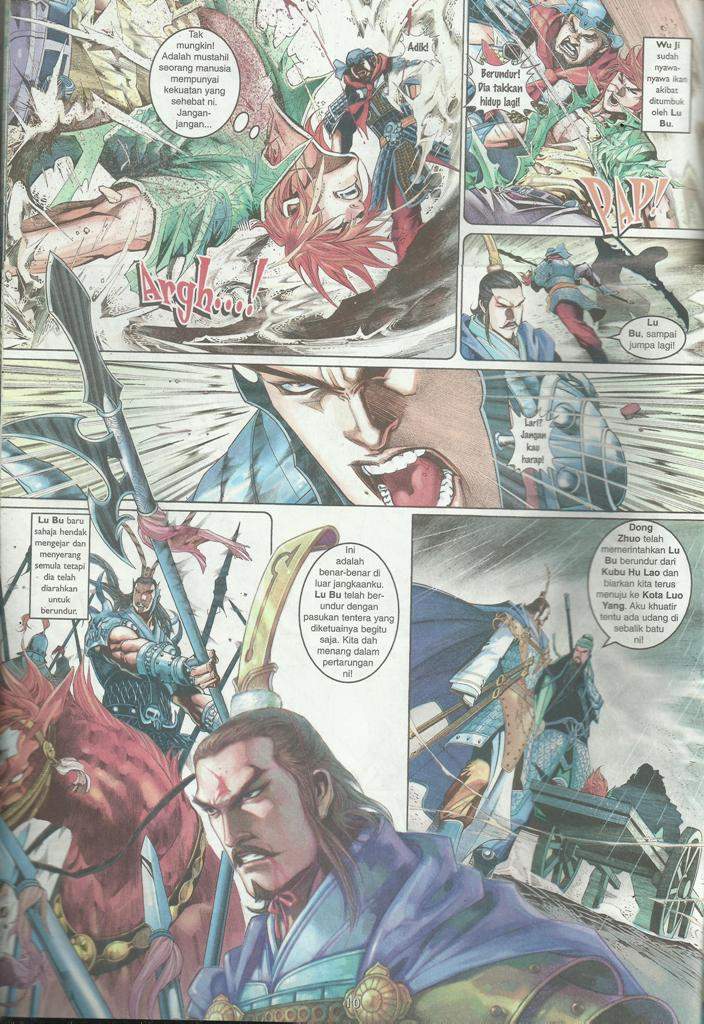 Tak
mungkin!
Adalah mustahil
seorang manusia
mempunyai
kekuatan yang
sehebat ni.
Jangan-
jangan...
Adik!
Argh....!
Berundur!
Dia takkan
hidup lagi!
Wu Ji
sudah
nyawa-
nyawa ikan
akibat
ditumbuk
oleh Lu
Bu.
PAP!
Lu
Bu, sampai
jumpa lagi!
Lari?
Jangan
kau
harap!
Lu Bu baru
sahaja hendak
mengejar dan
menyerang
semula tetapi
dia telah
diarahkan
untuk
berundur.
Ini
adalah
benar-benar di
luar jangkaanku.
Lu Bu telah ber-
undur dengan
pasukan tentera yang
diketuainya begitu
saja. Kita dah
menang dalam
pertarungan
ni!
Dong
Zhuo telah
memerintahkan Lu
Bu berundur dari
Kubu Hu Lao dan
biarkan kita terus
menuju ke Kota Luo
Yang. Aku khuatir
tentu ada udang di
sebalik batu
ni!
10